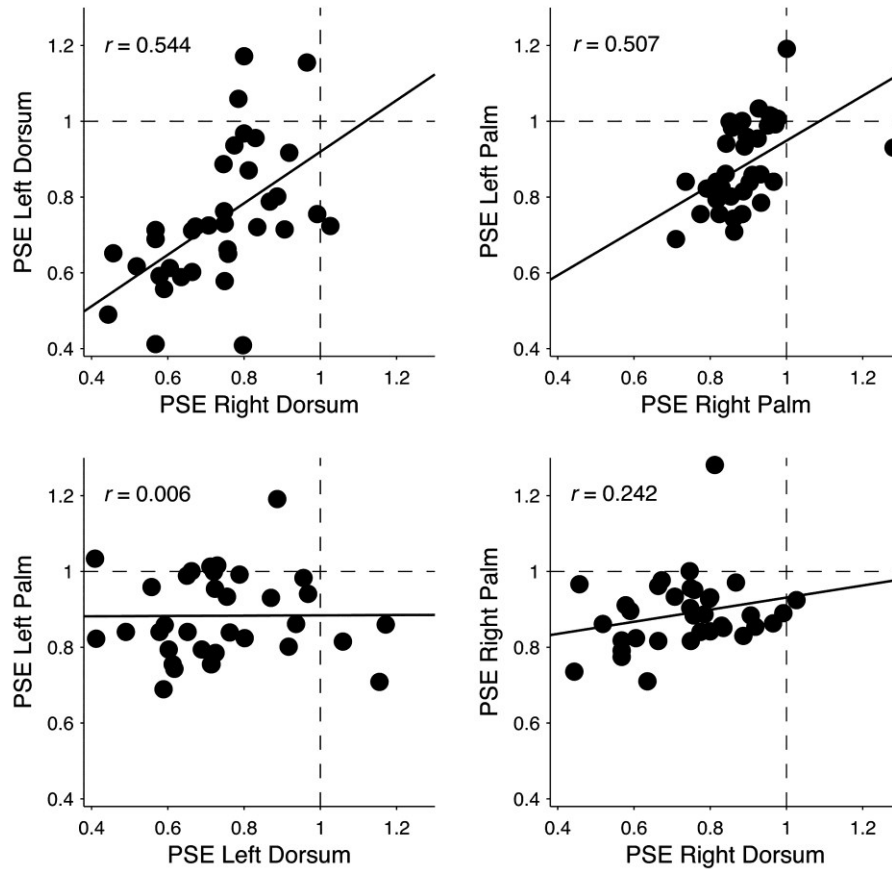 r = 0.544
1.2
1
0.8
0.6
0.4
PSE Left Dorsum
0.4 0.6 0.8 1 1.2
PSE Right Dorsum
r = 0.507
1.2
1
0.8
0.6
0.4
PSE Left Palm
0.4 0.6 0.8 1 1.2
PSE Right Palm
r = 0.006
1.2
1
0.8
0.6
0.4
PSE Left Palm
0.4 0.6 0.8 1 1.2
PSE Left Dorsum
r = 0.242
1.2
1
0.8
0.6
0.4
PSE Right Palm
0.4 0.6 0.8 1 1.2
PSE Right Dorsum